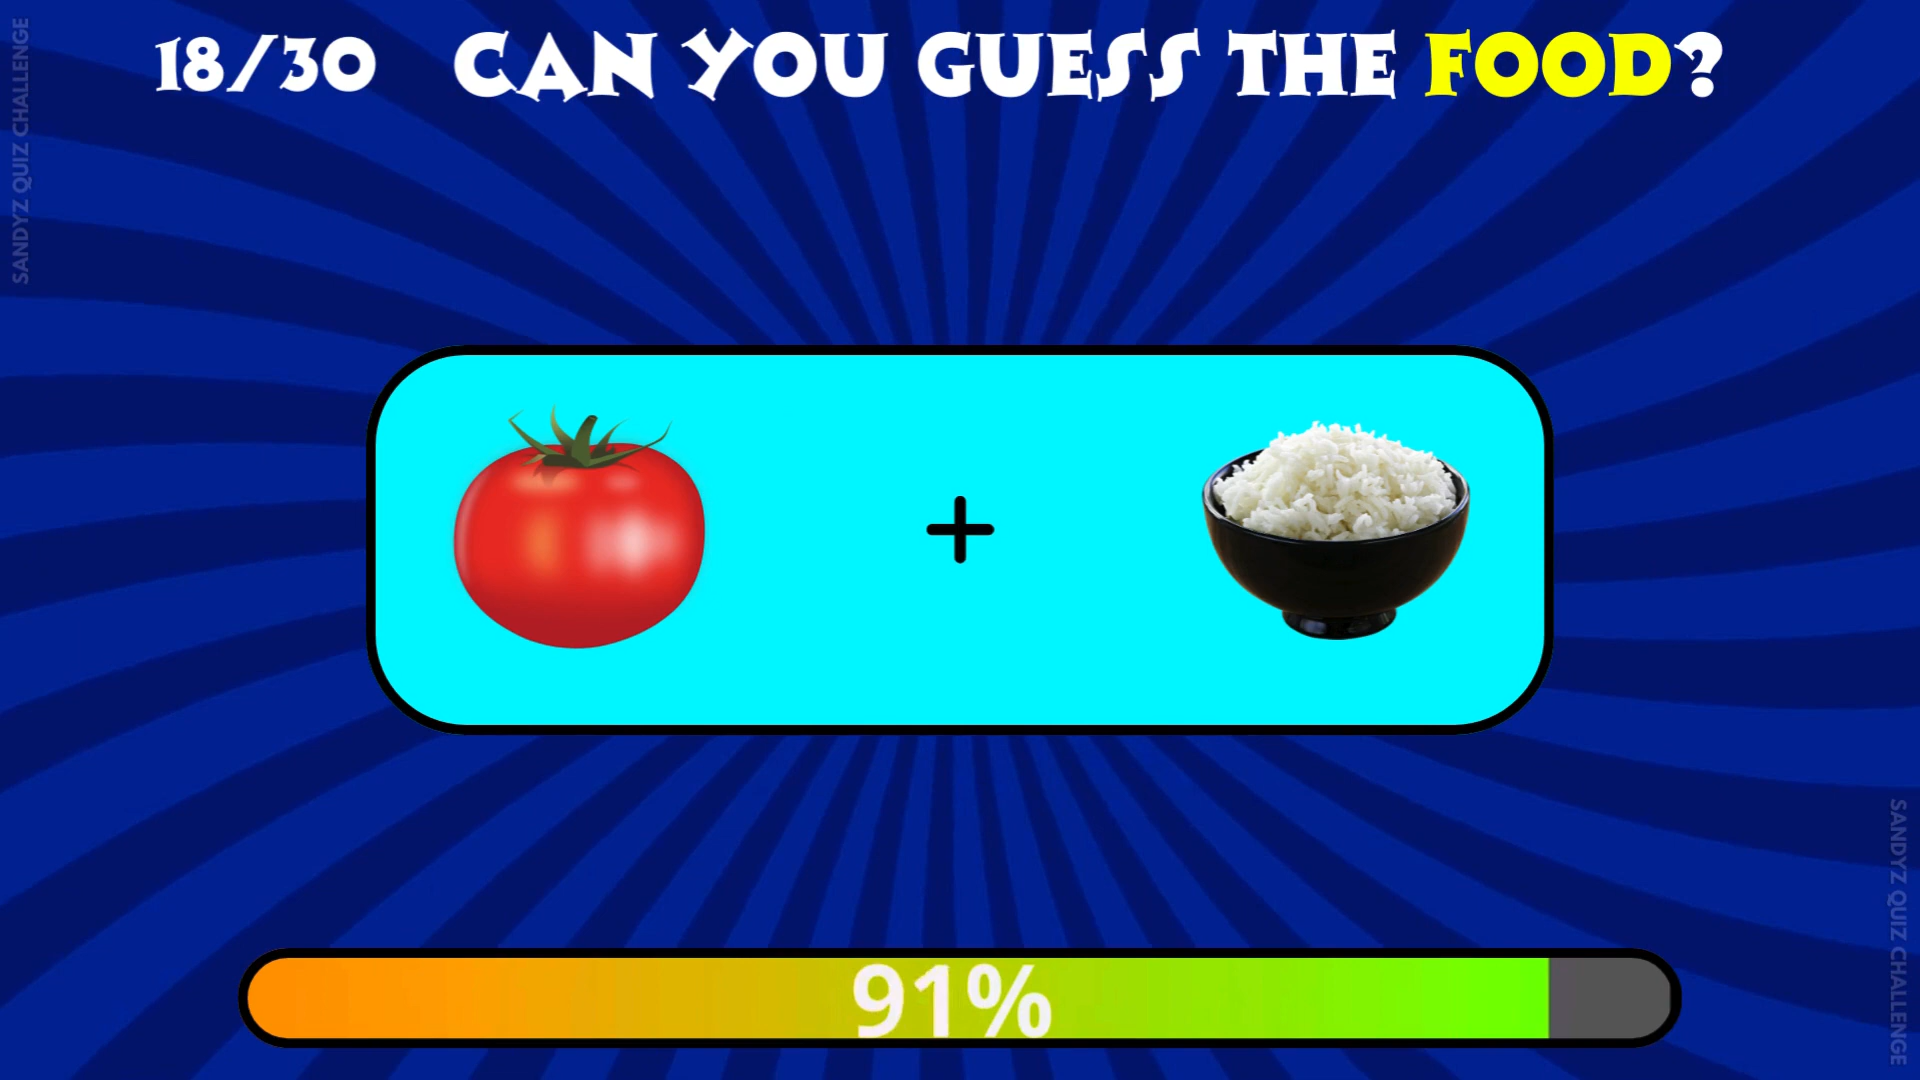 18/30 CAN YOU GUESS THE FOOD?
SANDYZ QUIZ CHALLENGE
91%
SANDYZ QUIZ CHALLENGE